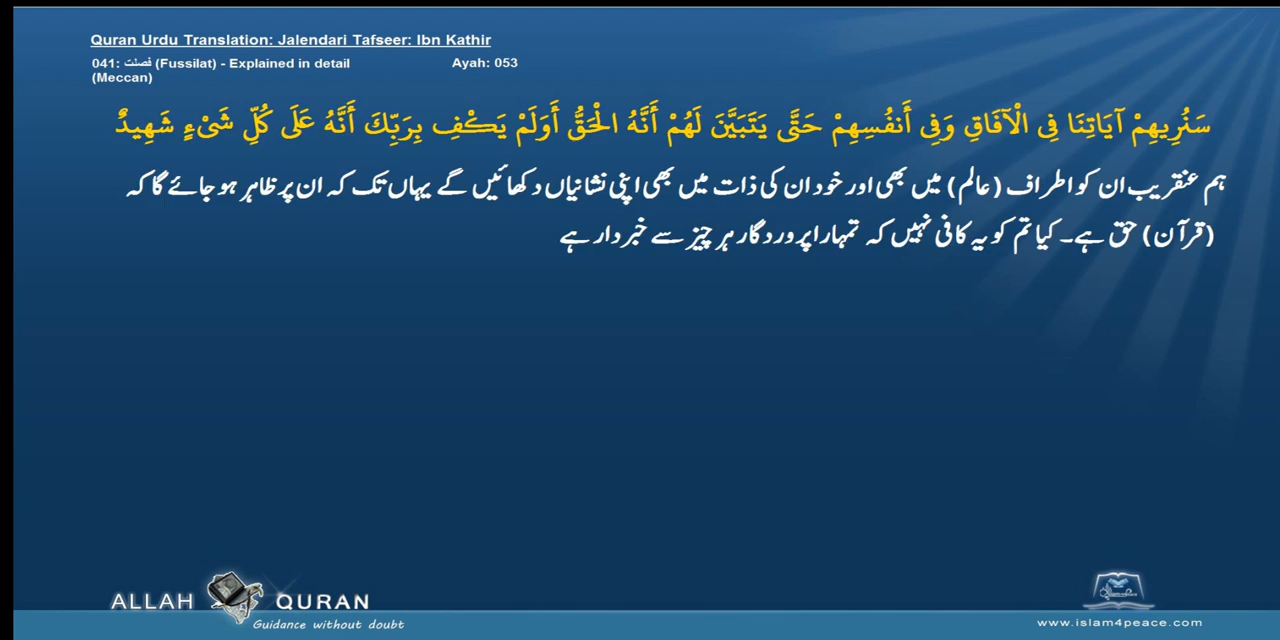 Quran Urdu Translation: Jalendari Tafseer: Ibn Kathir
041: فصلت (Fussilat) - Explained in detail Ayah: 053
(Meccan)
سَنُرِيهِمْ آيَاتِنَا فِي الْآفَاقِ وَفِي أَنفُسِهِمْ حَتَّى يَتَبَيَّنَ لَهُمْ أَنَّهُ الْحَقُّ أَوَلَمْ يَكْفِ بِرَبِّكَ أَنَّهُ عَلَى كُلِّ شَيْءٍ شَهِيدٌ
ہم عنقریب ان کو اطراف (عالم) میں بھی اور خود ان کی ذات میں بھی اپنی نشانیاں دکھائیں گے یہاں تک کہ ان پر ظاہر ہو جائے گا کہ
(قرآن) حق ہے۔ کیا تم کو یہ کافی نہیں کہ تمہارا پروردگار ہر چیز سے خبردار ہے
ALLAH QURAN
Guidance without doubt
www.islam4peace.com